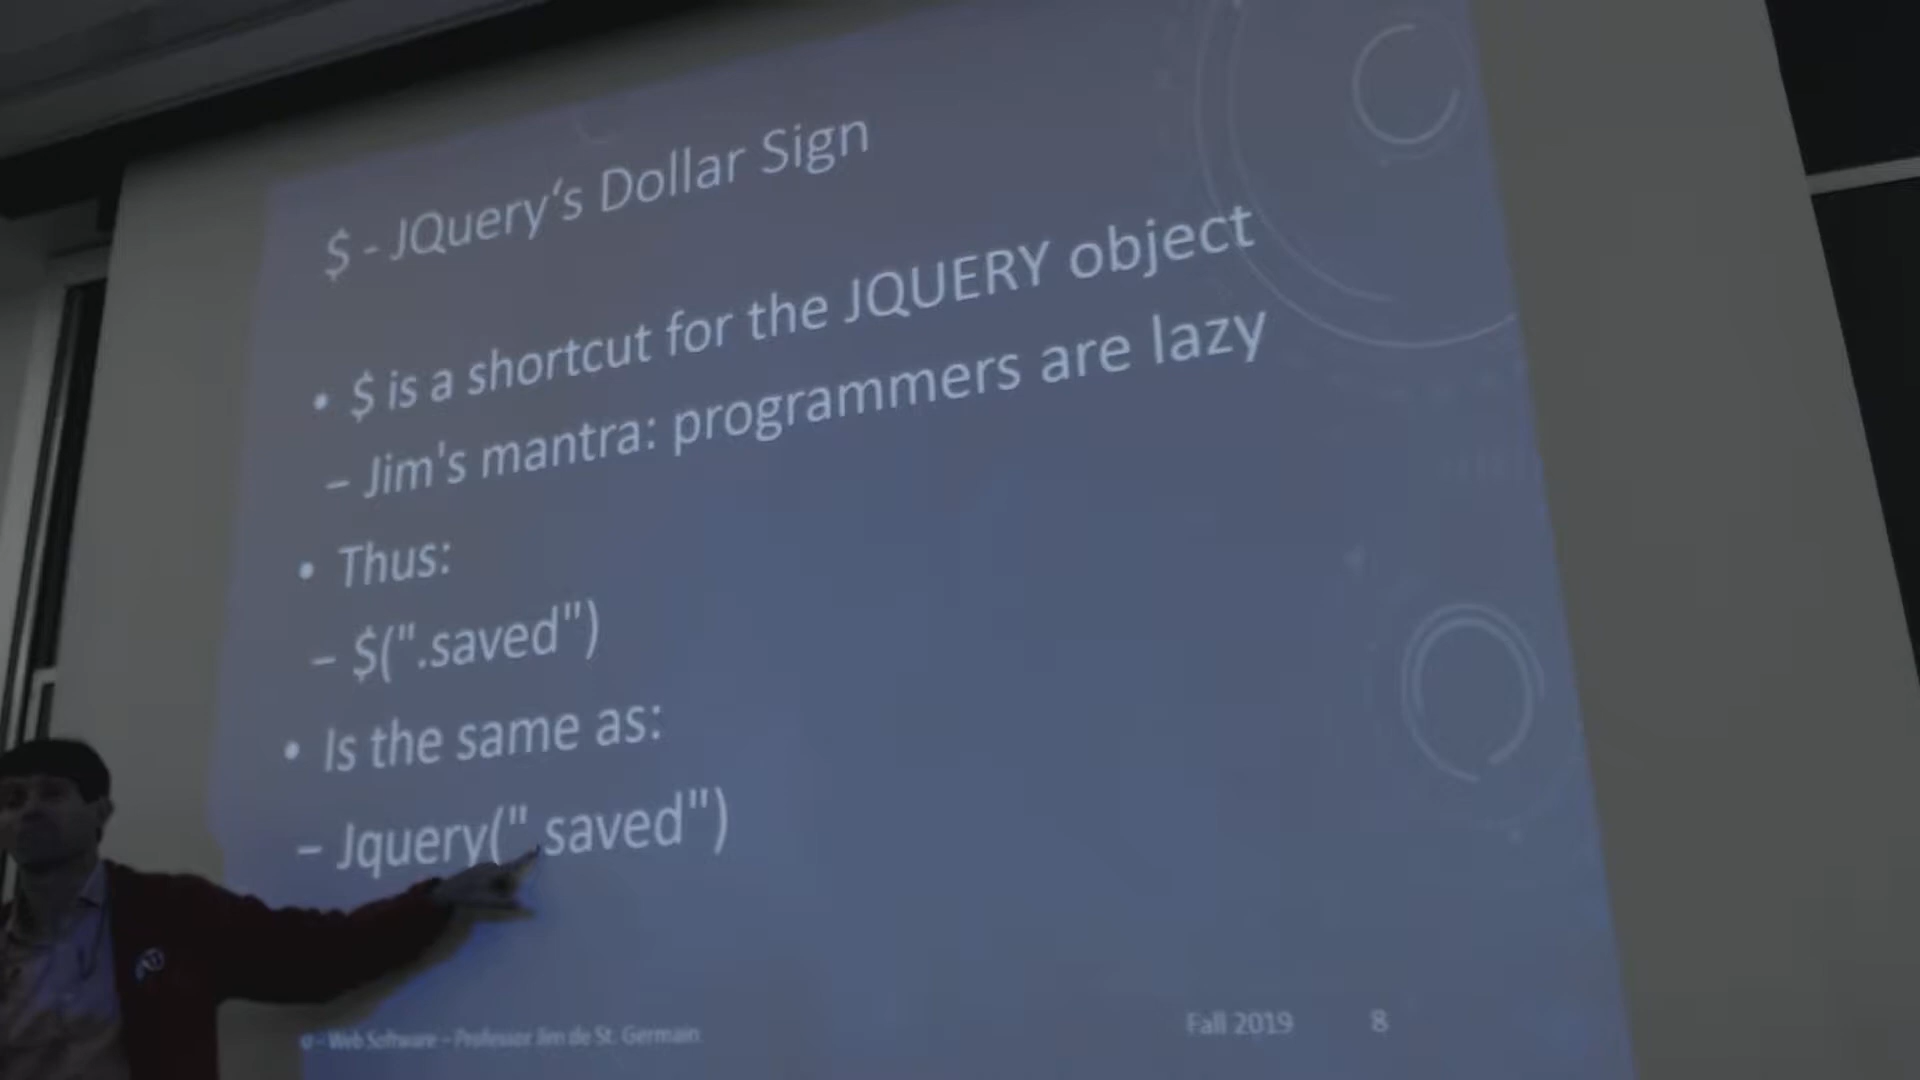 $ - JQuery's Dollar Sign
• $ is a shortcut for the JQUERY object
– Jim's mantra: programmers are lazy
• Thus:
– $(".saved")
• Is the same as:
– Jquery(".saved")
- Web Software – Professor Jim de St. Germain
Fall 2019 8